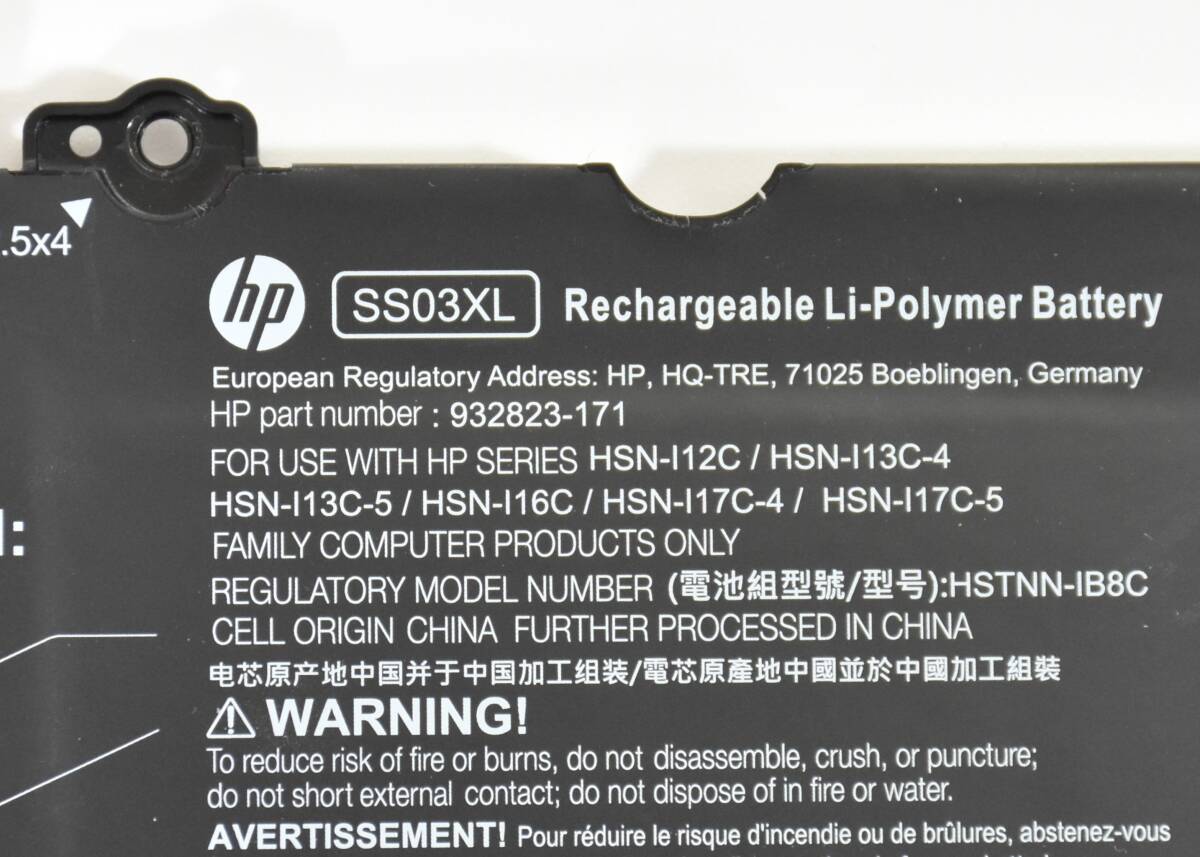 .5x4
hp SS03XL Rechargeable Li-Polymer Battery
European Regulatory Address: HP, HQ-TRE, 71025 Boeblingen, Germany
HP part number : 932823-171
FOR USE WITH HP SERIES HSN-I12C / HSN-I13C-4
HSN-I13C-5 / HSN-I16C / HSN-I17C-4 / HSN-I17C-5
FAMILY COMPUTER PRODUCTS ONLY
REGULATORY MODEL NUMBER (電池組型號/型号):HSTNN-IB8C
CELL ORIGIN CHINA FURTHER PROCESSED IN CHINA
电芯原产地中国并于中国加工组装/電芯原產地中國並於中國加工組裝
WARNING!
To reduce risk of fire or burns, do not disassemble, crush, or puncture;
do not short external contact; do not dispose of in fire or water.
AVERTISSEMENT! Pour réduire le risque d'incendie ou de brûlures, abstenez-vous